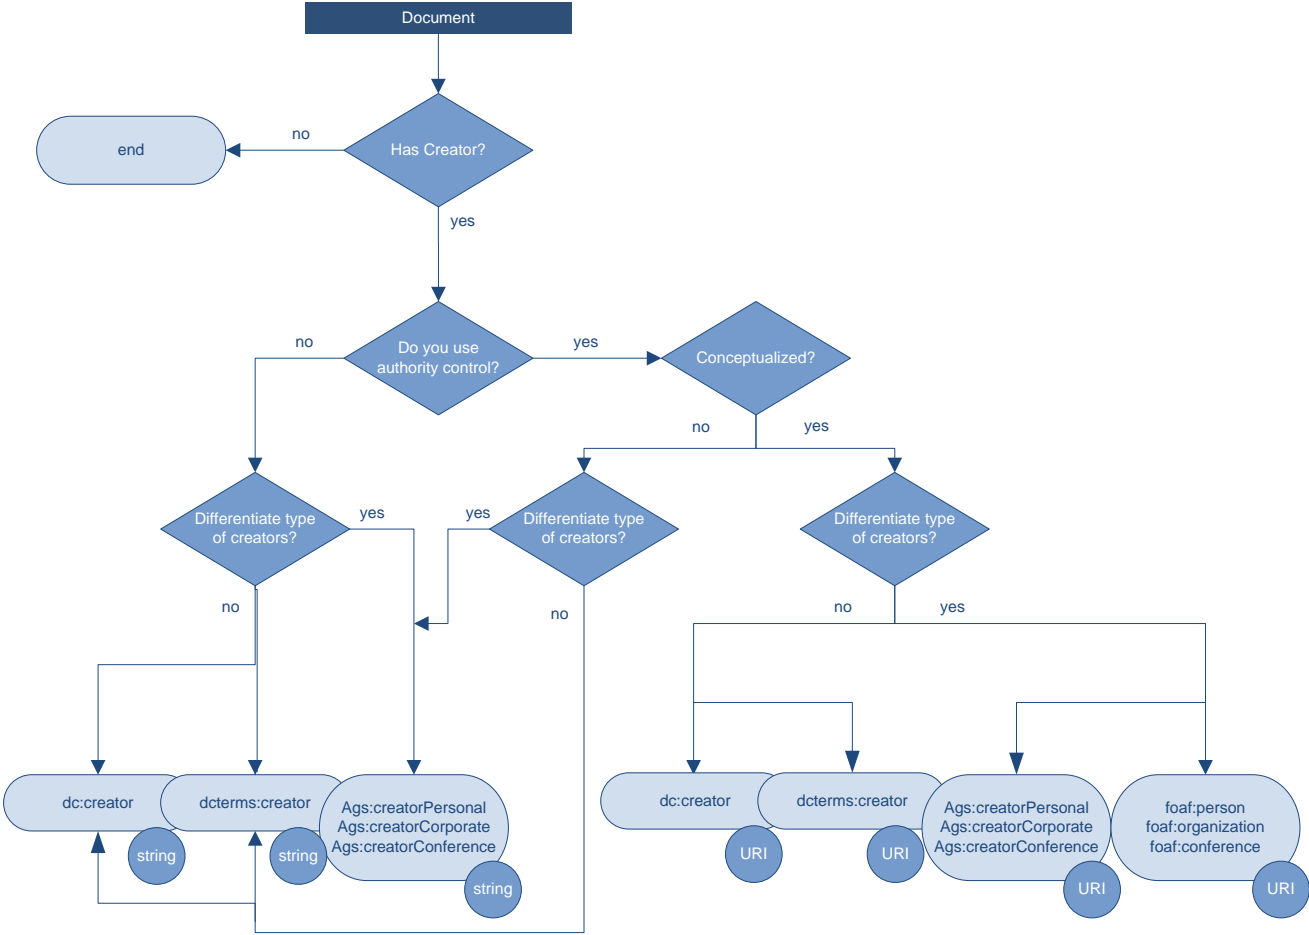 Document
Has Creator?
no
end
yes
Do you use
authority control?
no
yes
Conceptualized?
no
yes
Differentiate type
of creators?
yes
no
Differentiate type
of creators?
yes
no
Differentiate type
of creators?
no
yes
dc:creator
string
dcterms:creator
string
Ags:creatorPersonal
Ags:creatorCorporate
Ags:creatorConference
string
dc:creator
URI
dcterms:creator
URI
Ags:creatorPersonal
Ags:creatorCorporate
Ags:creatorConference
URI
foaf:person
foaf:organization
foaf:conference
URI